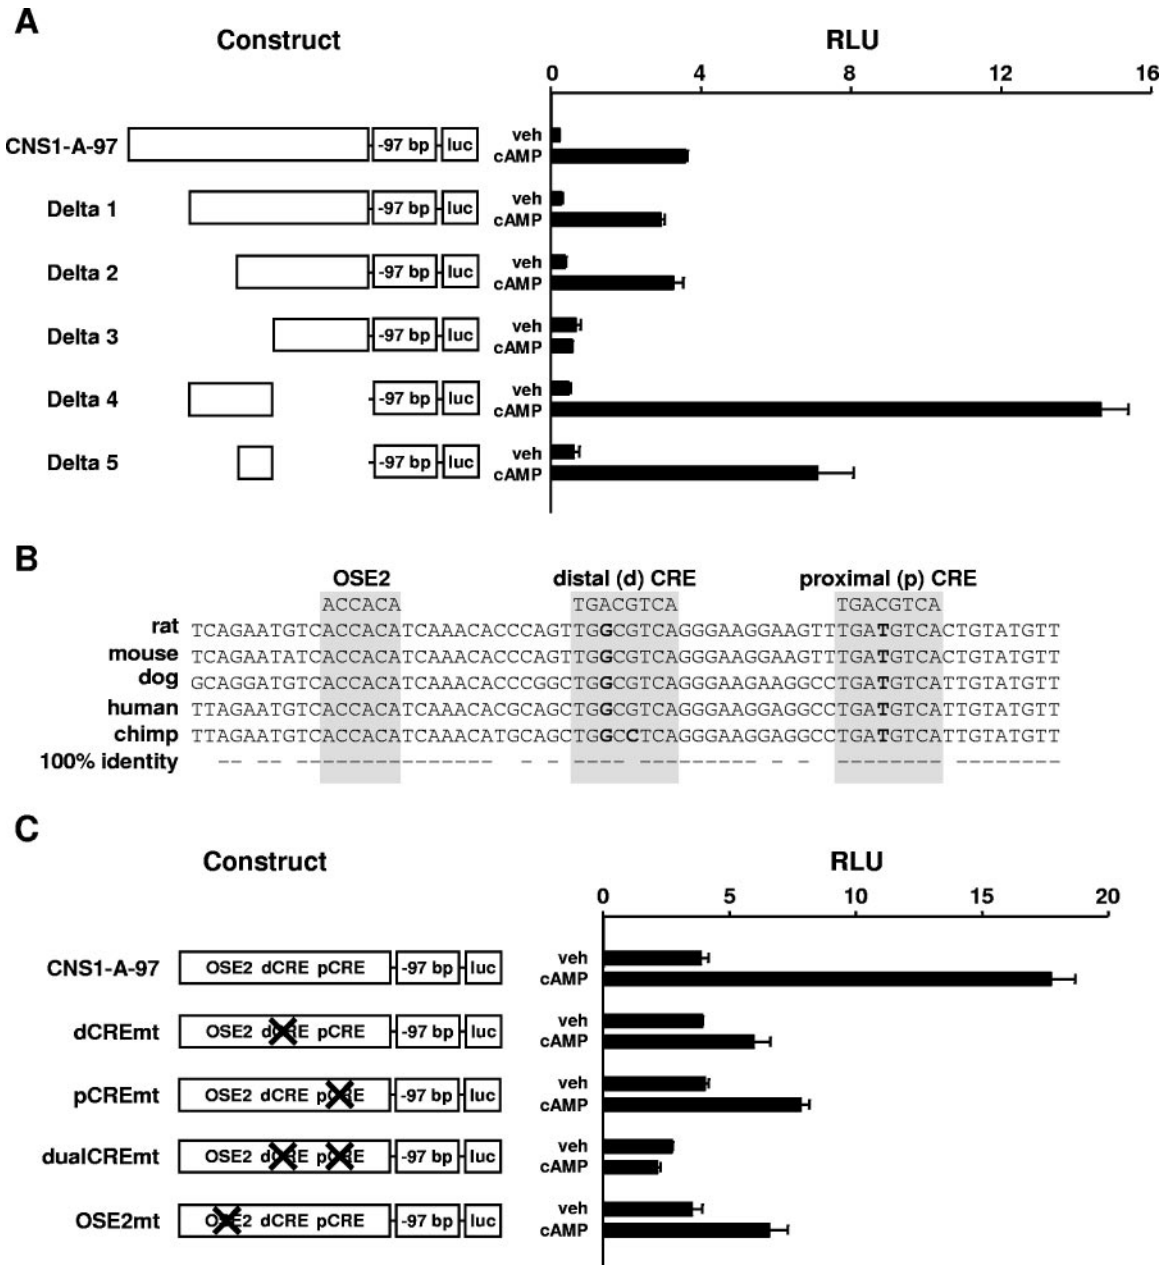 A
Construct RLU
0 4 8 12 16
CNS1-A-97 -97 bp luc veh
cAMP
Delta 1 -97 bp luc veh
cAMP
Delta 2 -97 bp luc veh
cAMP
Delta 3 -97 bp luc veh
cAMP
Delta 4 -97 bp luc veh
cAMP
Delta 5 -97 bp luc veh
cAMP
B
OSE2 distal (d) CRE proximal (p) CRE
ACCACA TGACGTCA TGACGTCA
rat TCAGAATGTCACCACATCAAACACCCAGTTGGCGTCAGGGAAGGAAGTTTGATGTCACTGTATGTT
mouse TCAGAATATCACCACATCAAACACCCAGTTGGCGTCAGGGAAGGAAGTTTGATGTCACTGTATGTT
dog GCAGGATGTCACCACATCAAACACCCGGCTGGCGTCAGGGAAGAAGGCCTGATGTCATTGTATGTT
human TTAGAATGTCACCACATCAAACACGCAGCTGGCGTCAGGGAAGGAGGCCTGATGTCATTGTATGTT
chimp TTAGAATGTCACCACATCAAACATGCAGCTGGCCTCAGGGAAGGAGGCCTGATGTCATTGTATGTT
100% identity
C
Construct RLU
0 5 10 15 20
CNS1-A-97 OSE2 dCRE pCRE -97 bp luc veh
cAMP
dCREmt OSE2 dCRE pCRE -97 bp luc veh
cAMP
pCREmt OSE2 dCRE pCRE -97 bp luc veh
cAMP
dualCREmt OSE2 dCRE pCRE -97 bp luc veh
cAMP
OSE2mt OSE2 dCRE pCRE -97 bp luc veh
cAMP